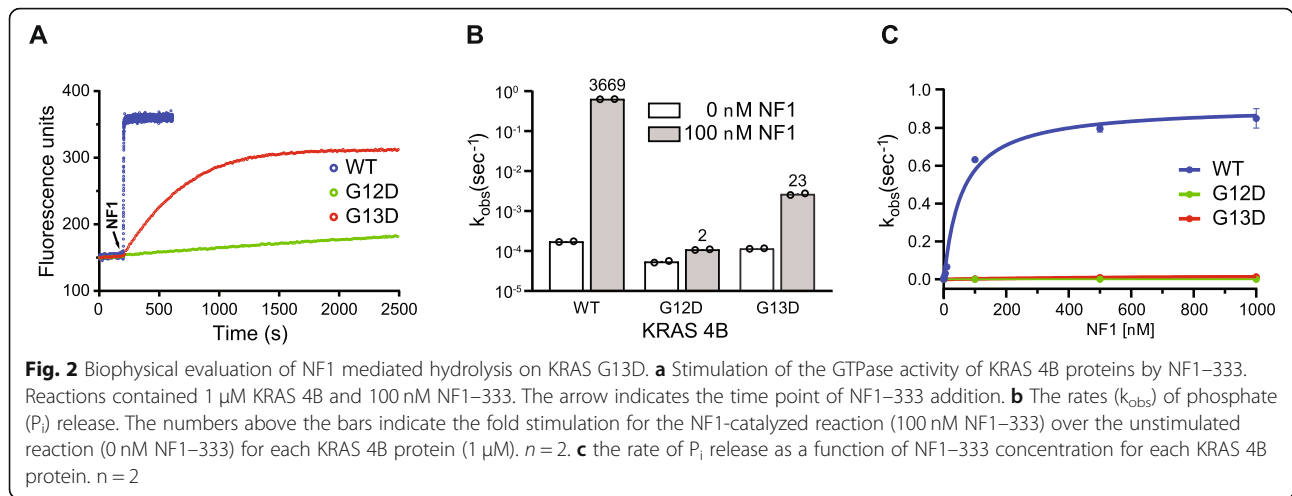 A
Fluorescence units
400
300
200
100
NF1
WT
G12D
G13D
0 500 1000 1500 2000 2500
Time (s)
B
k_obs(sec⁻¹)
10⁰
10⁻¹
10⁻²
10⁻³
10⁻⁴
10⁻⁵
3669
2
23
0 nM NF1
100 nM NF1
WT G12D G13D
KRAS 4B
C
k_obs(sec⁻¹)
1.0
0.8
0.6
0.4
0.2
0.0
WT
G12D
G13D
0 200 400 600 800 1000
NF1 [nM]
Fig. 2 Biophysical evaluation of NF1 mediated hydrolysis on KRAS G13D. a Stimulation of the GTPase activity of KRAS 4B proteins by NF1–333.
Reactions contained 1 μM KRAS 4B and 100 nM NF1–333. The arrow indicates the time point of NF1–333 addition. b The rates (k_obs) of phosphate
(P_i) release. The numbers above the bars indicate the fold stimulation for the NF1-catalyzed reaction (100 nM NF1–333) over the unstimulated
reaction (0 nM NF1–333) for each KRAS 4B protein (1 μM). n = 2. c the rate of P_i release as a function of NF1–333 concentration for each KRAS 4B
protein. n = 2